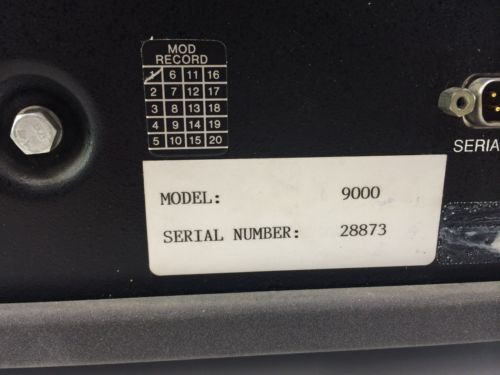 MOD
RECORD
1 6 11 16
2 7 12 17
3 8 13 18
4 9 14 19
5 10 15 20
MODEL: 9000
SERIAL NUMBER: 28873
SERIA